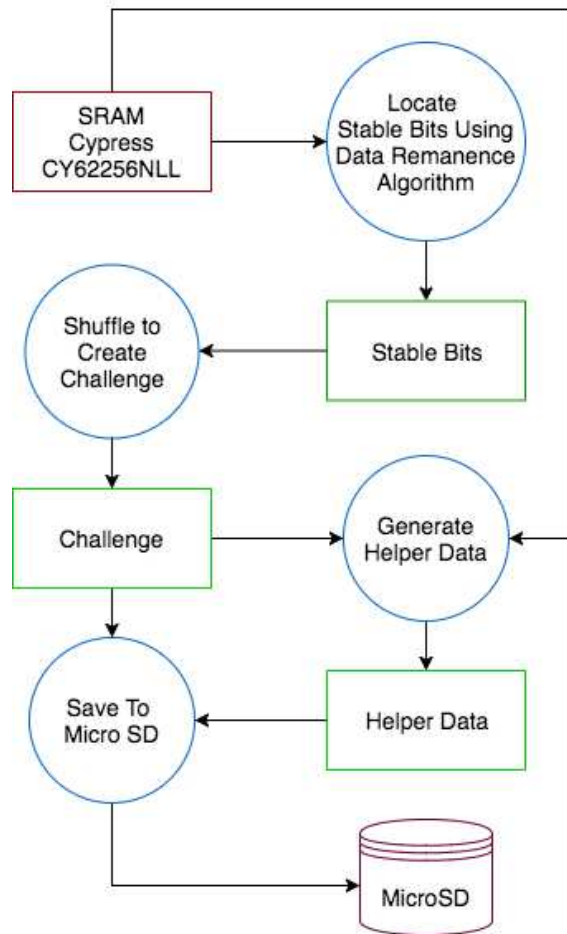 SRAM
Cypress
CY62256NLL
Locate
Stable Bits Using
Data Remanence
Algorithm
Shuffle to
Create
Challenge
Stable Bits
Challenge
Generate
Helper Data
Save To
Micro SD
Helper Data
MicroSD